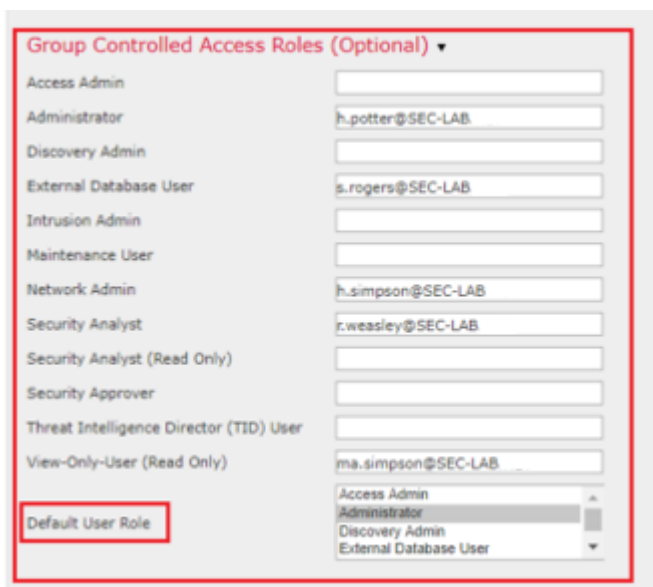 Group Controlled Access Roles (Optional) ▾
Access Admin
Administrator h.potter@SEC-LAB
Discovery Admin
External Database User s.rogers@SEC-LAB
Intrusion Admin
Maintenance User
Network Admin h.simpson@SEC-LAB
Security Analyst r.weasley@SEC-LAB
Security Analyst (Read Only)
Security Approver
Threat Intelligence Director (TID) User
View-Only-User (Read Only) ma.simpson@SEC-LAB
Default User Role
Access Admin
Administrator
Discovery Admin
External Database User